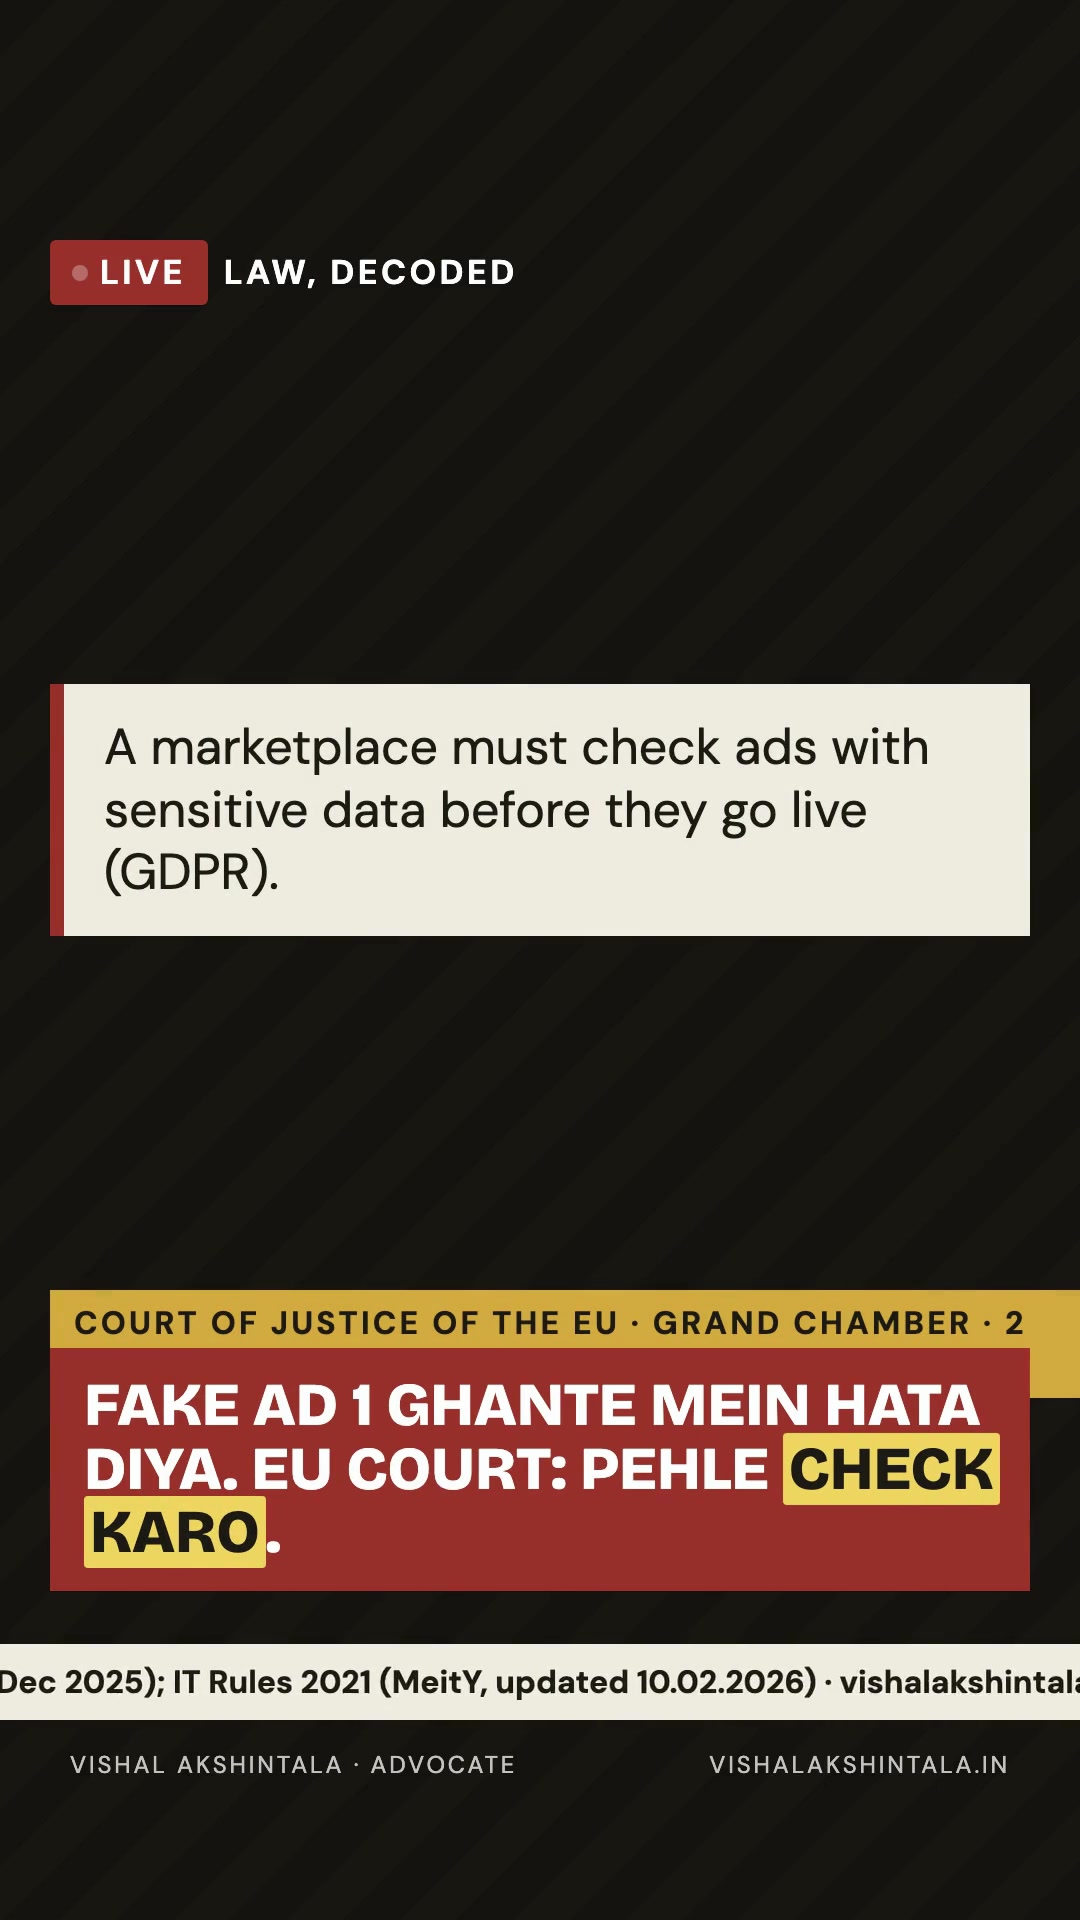 LIVE LAW, DECODED
A marketplace must check ads with
sensitive data before they go live
(GDPR).
COURT OF JUSTICE OF THE EU · GRAND CHAMBER · 2
FAKE AD 1 GHANTE MEIN HATA
DIYA. EU COURT: PEHLE CHECK
KARO.
Dec 2025); IT Rules 2021 (MeitY, updated 10.02.2026) · vishalakshintala
VISHAL AKSHINTALA · ADVOCATE
VISHALAKSHINTALA.IN